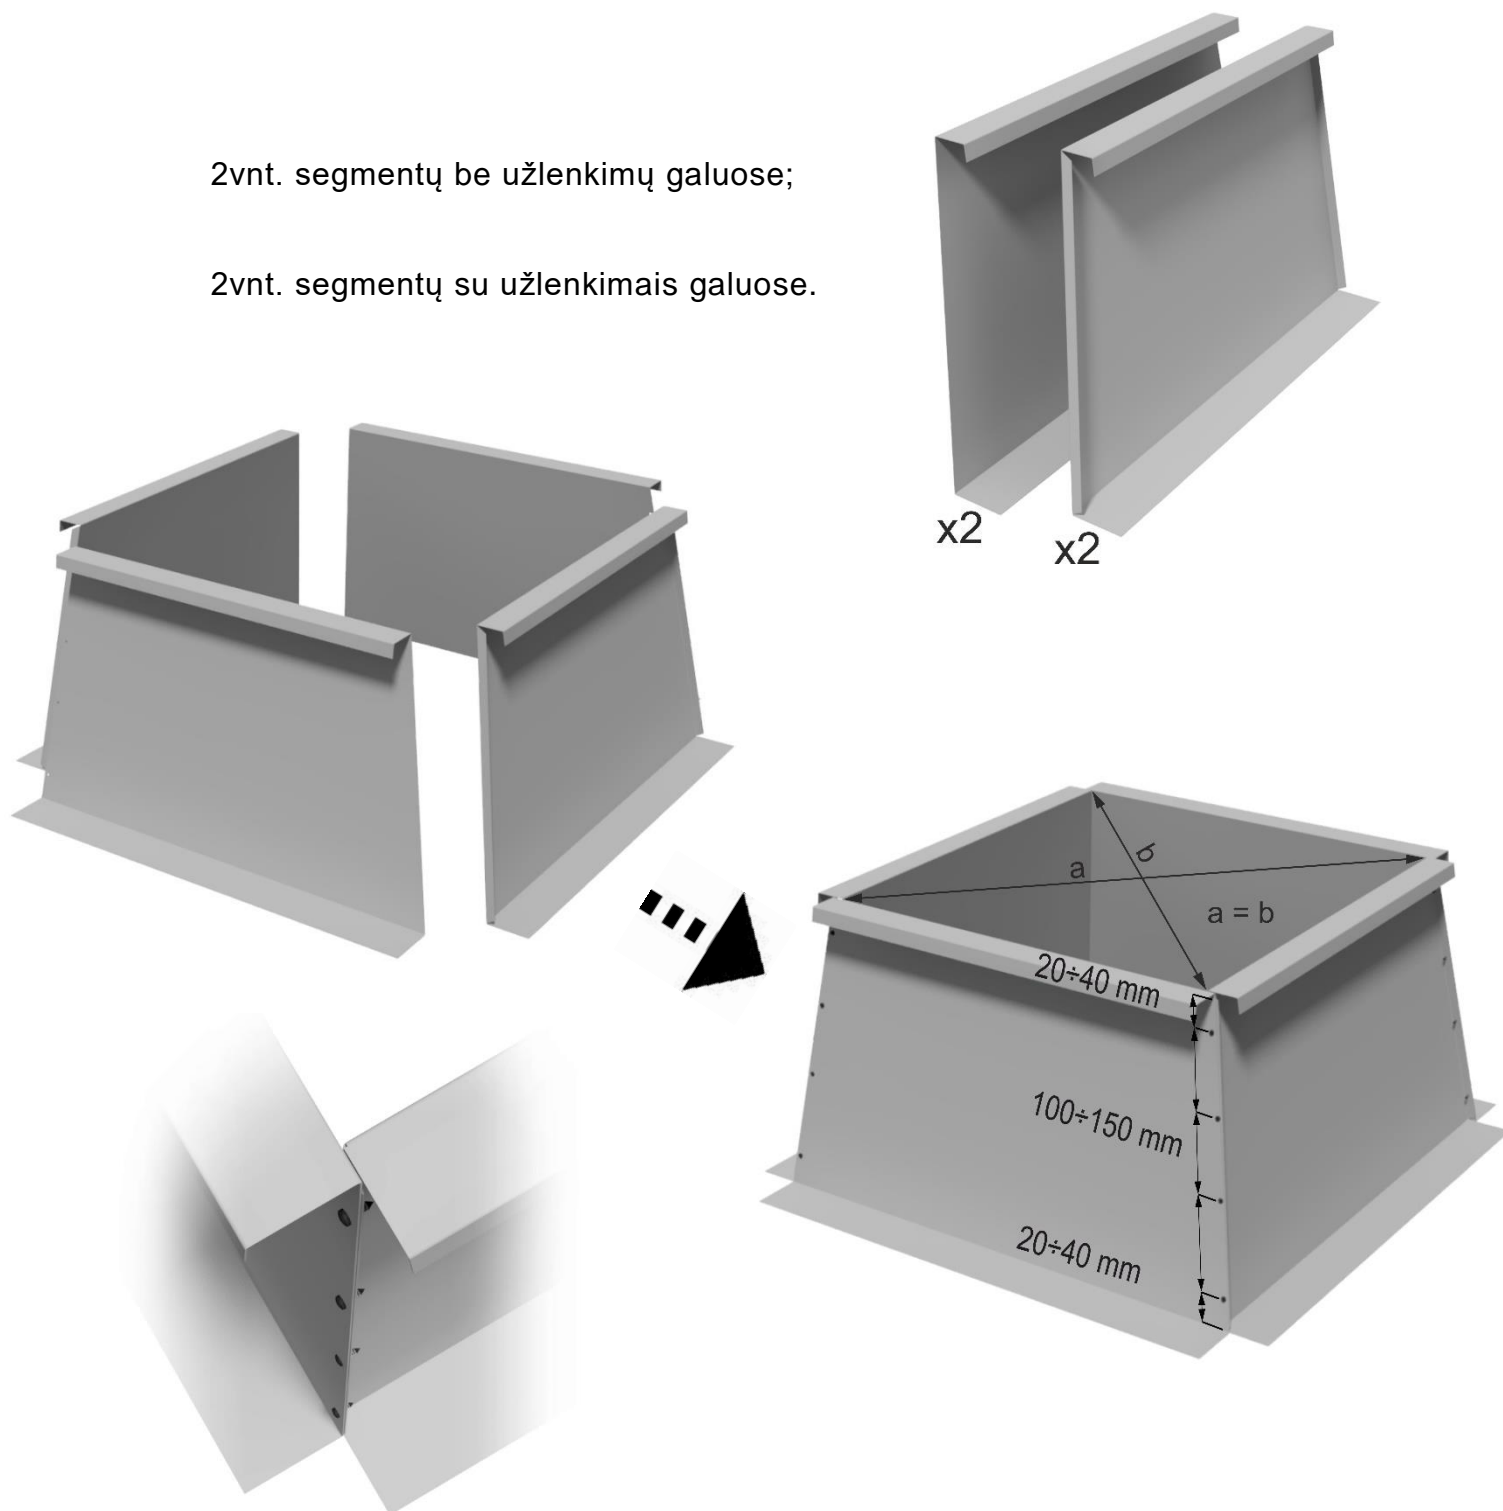 2vnt. segmentų be užlenkimų galuose;
2vnt. segmentų su užlenkimais galuose.
x2
x2
a
b
a = b
20÷40 mm
100÷150 mm
20÷40 mm